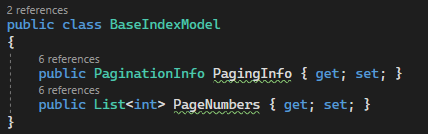 2 references
public class BaseIndexModel
{
6 references
public PaginationInfo PagingInfo { get; set; }
6 references
public List<int> PageNumbers { get; set; }
}